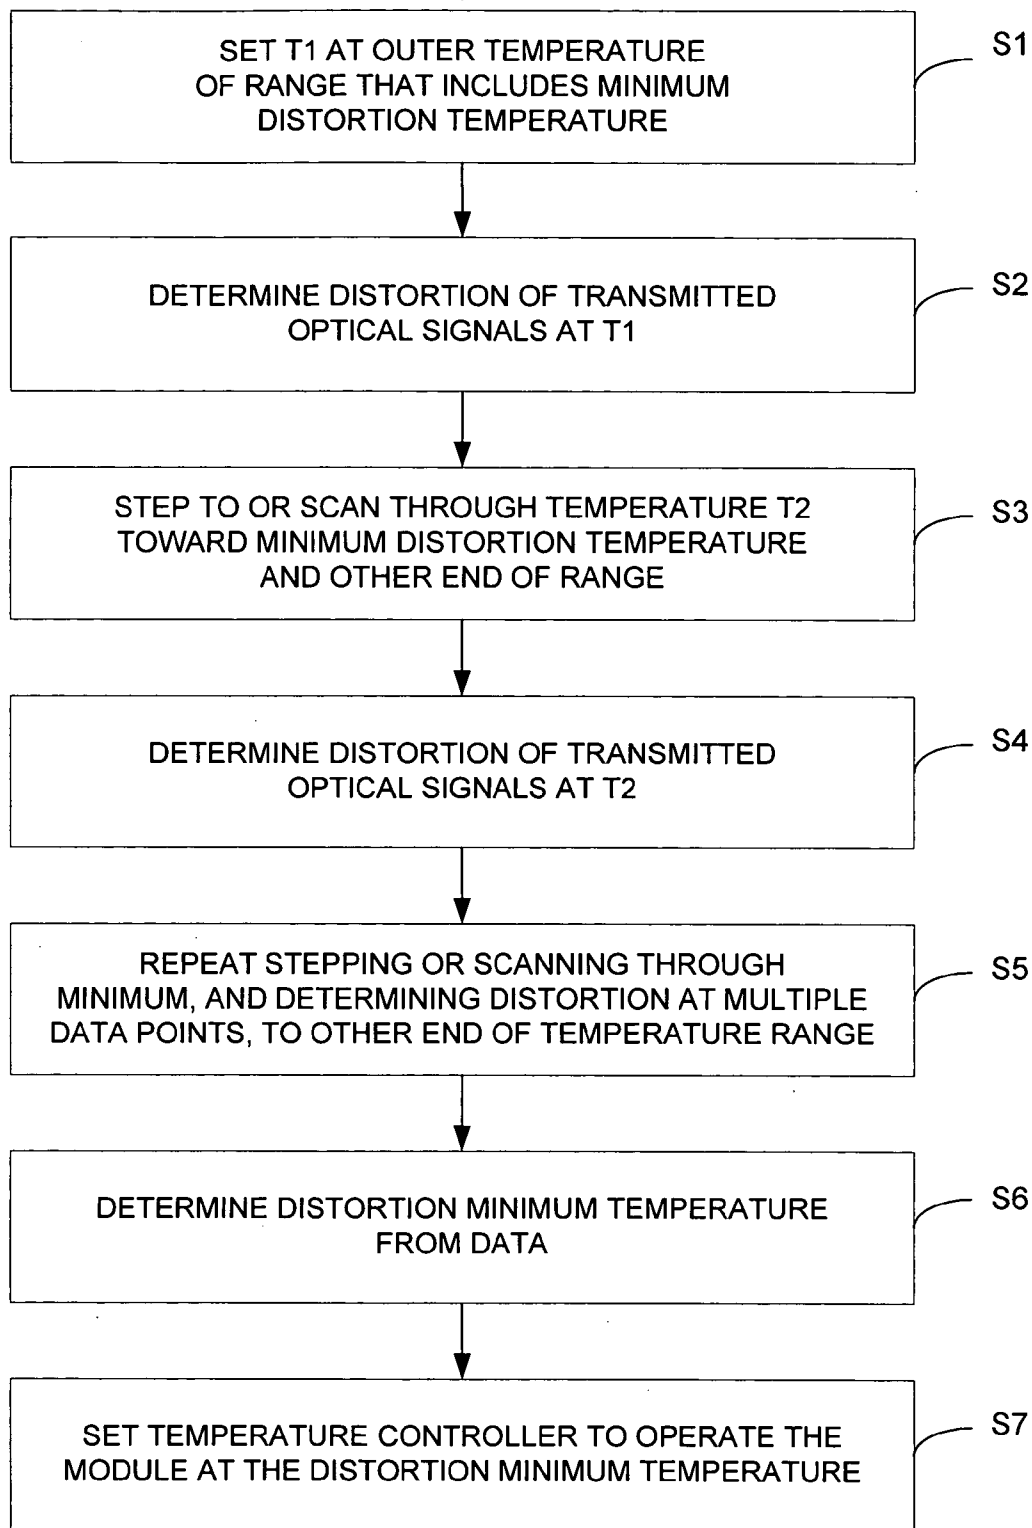 SET T1 AT OUTER TEMPERATURE
OF RANGE THAT INCLUDES MINIMUM
DISTORTION TEMPERATURE
S1
DETERMINE DISTORTION OF TRANSMITTED
OPTICAL SIGNALS AT T1
S2
STEP TO OR SCAN THROUGH TEMPERATURE T2
TOWARD MINIMUM DISTORTION TEMPERATURE
AND OTHER END OF RANGE
S3
DETERMINE DISTORTION OF TRANSMITTED
OPTICAL SIGNALS AT T2
S4
REPEAT STEPPING OR SCANNING THROUGH
MINIMUM, AND DETERMINING DISTORTION AT MULTIPLE
DATA POINTS, TO OTHER END OF TEMPERATURE RANGE
S5
DETERMINE DISTORTION MINIMUM TEMPERATURE
FROM DATA
S6
SET TEMPERATURE CONTROLLER TO OPERATE THE
MODULE AT THE DISTORTION MINIMUM TEMPERATURE
S7